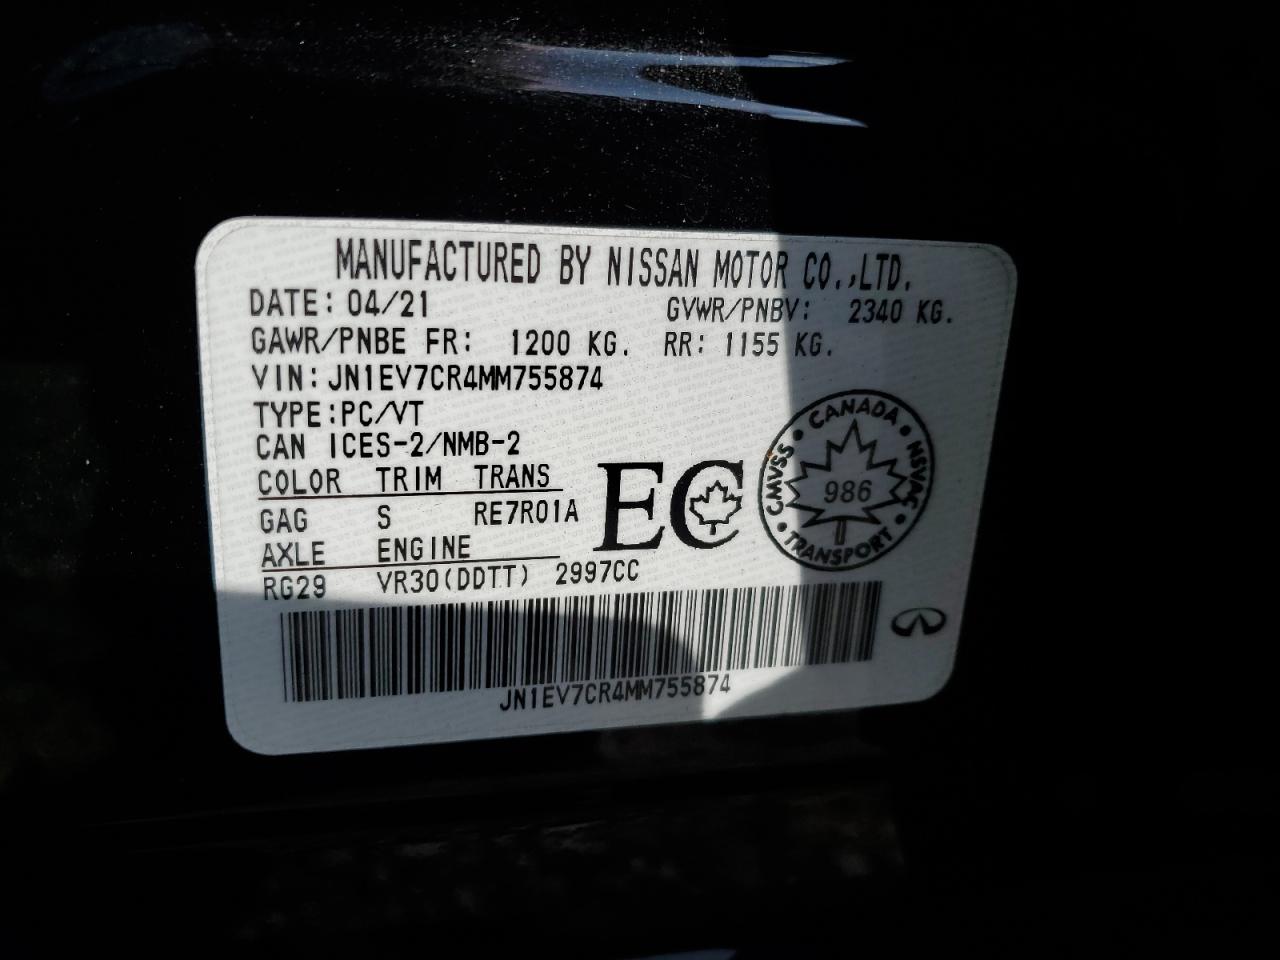 MANUFACTURED BY NISSAN MOTOR CO.,LTD.
DATE: 04/21 GVWR/PNBV: 2340 KG.
GAWR/PNBE FR: 1200 KG. RR: 1155 KG.
VIN: JN1EV7CR4MM755874
TYPE:PC/VT
CAN ICES-2/NMB-2
COLOR TRIM TRANS
GAG S RE7R01A
AXLE ENGINE
RG29 VR30(DDTT) 2997CC
EC
CANADA
CMVSS
NSVAC
986
TRANSPORT
JN1EV7CR4MM755874